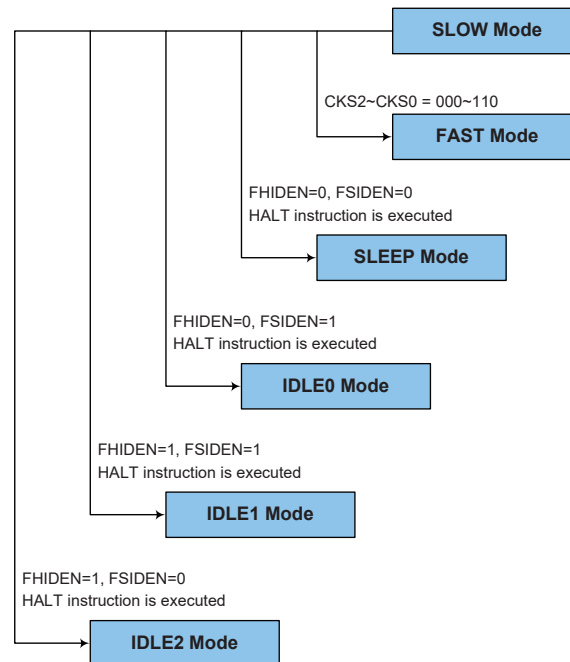 SLOW Mode
CKS2~CKS0 = 000~110
FAST Mode
FHIDEN=0, FSIDEN=0
HALT instruction is executed
SLEEP Mode
FHIDEN=0, FSIDEN=1
HALT instruction is executed
IDLE0 Mode
FHIDEN=1, FSIDEN=1
HALT instruction is executed
IDLE1 Mode
FHIDEN=1, FSIDEN=0
HALT instruction is executed
IDLE2 Mode